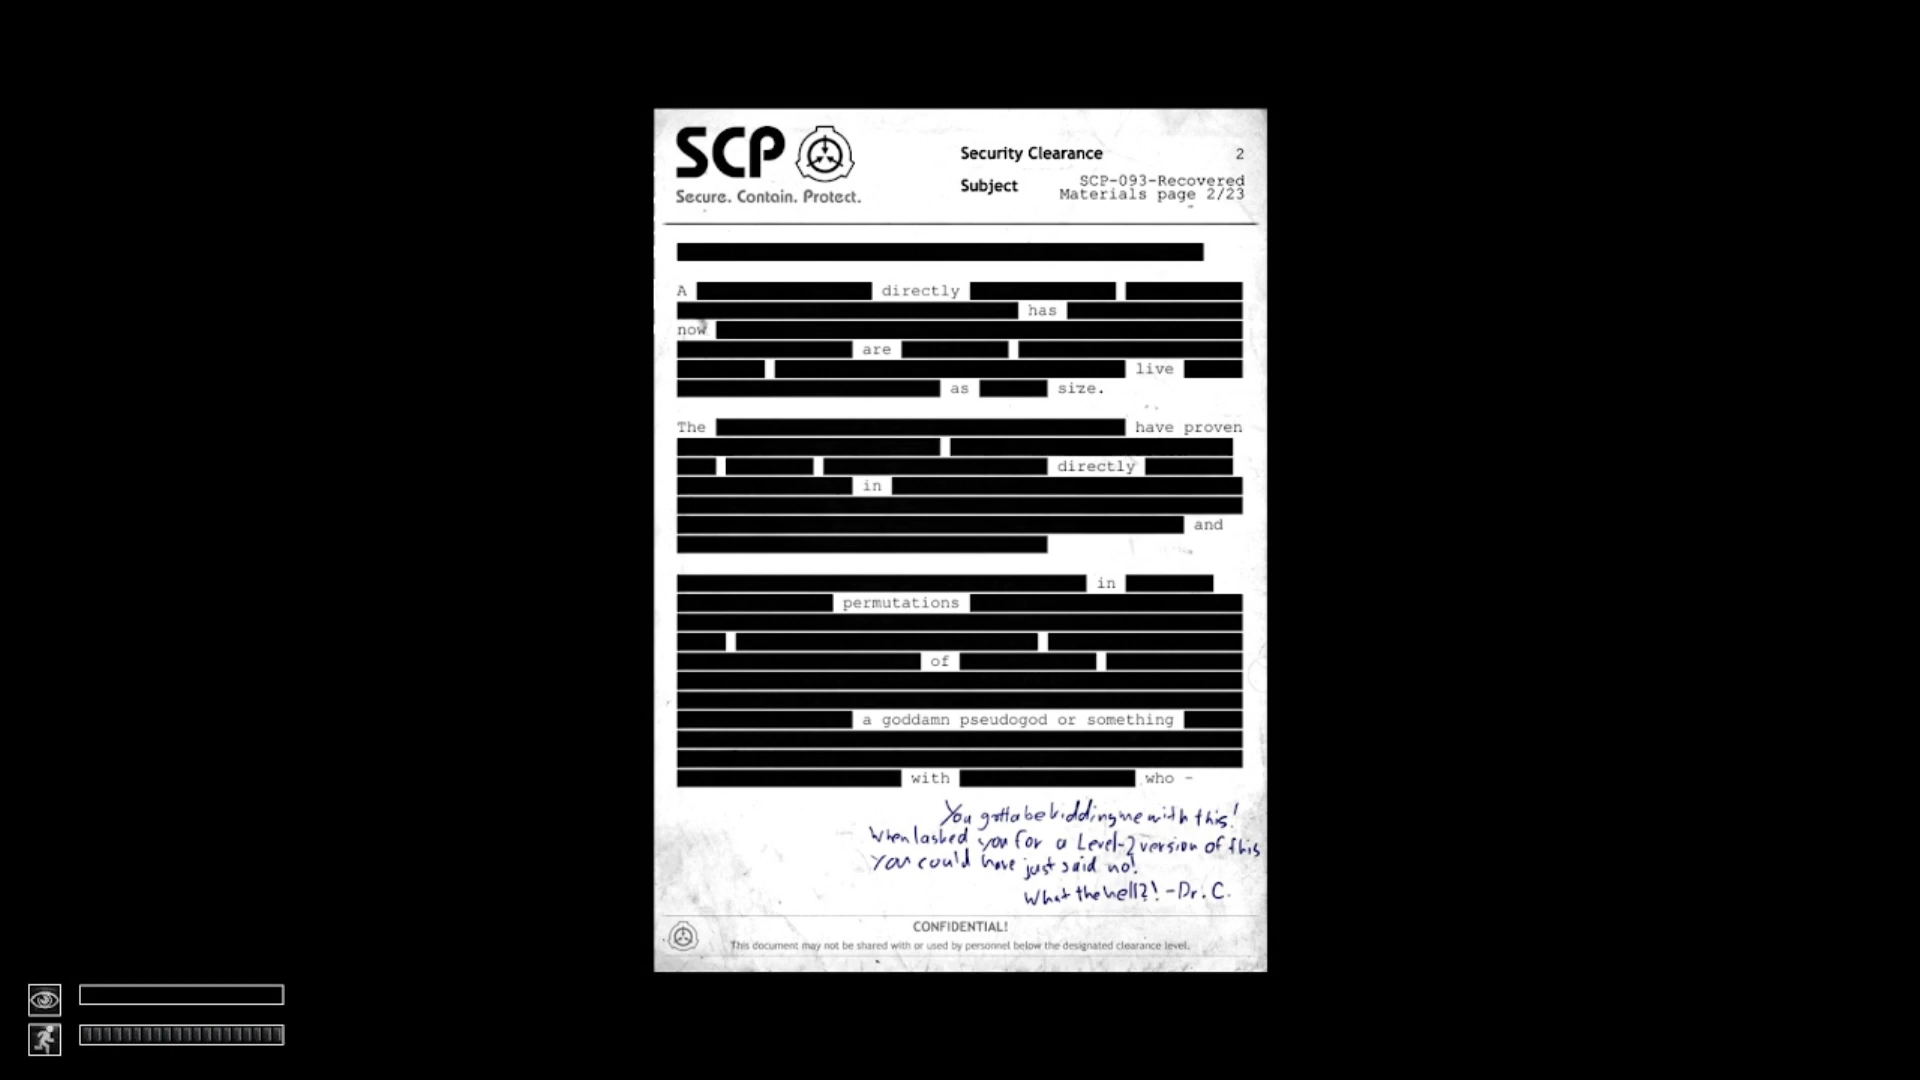 SCP
Secure. Contain. Protect.
Security Clearance 2
Subject SCP-093-Recovered
Materials page 2/23
A directly
has
now
are
live
as size.
The have proven
directly
in
and
in
permutations
of
a goddamn pseudogod or something
with who -
You gotta be kidding me with this!
When I asked you for a Level-2 version of this
you could have just said no!
What the hell?! -Dr. C.
CONFIDENTIAL!
This document may not be shared with or used by personnel below the designated clearance level.